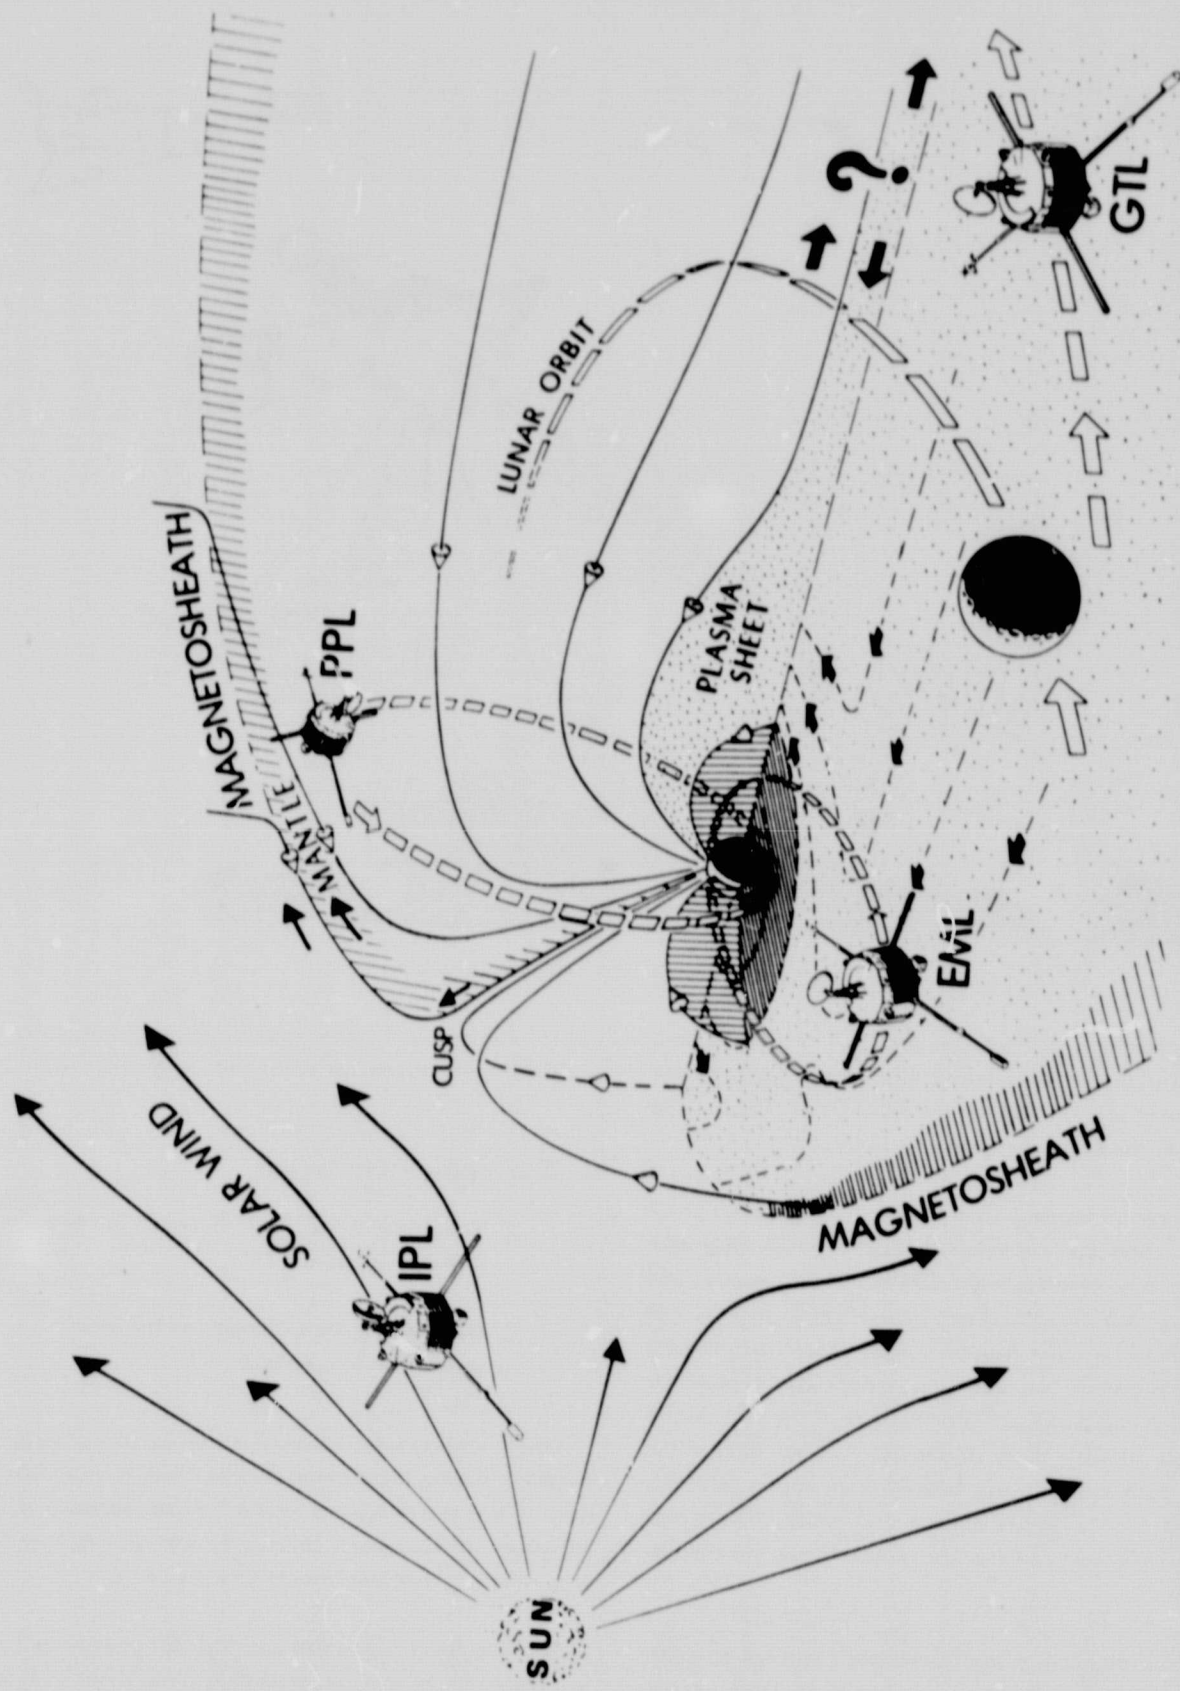 SUN
SOLAR WIND
IPL
CUSP
MANTLE
MAGNETOSHEATH
PPL
LUNAR ORBIT
PLASMA
SHEET
?
EML
GTL
MAGNETOSHEATH